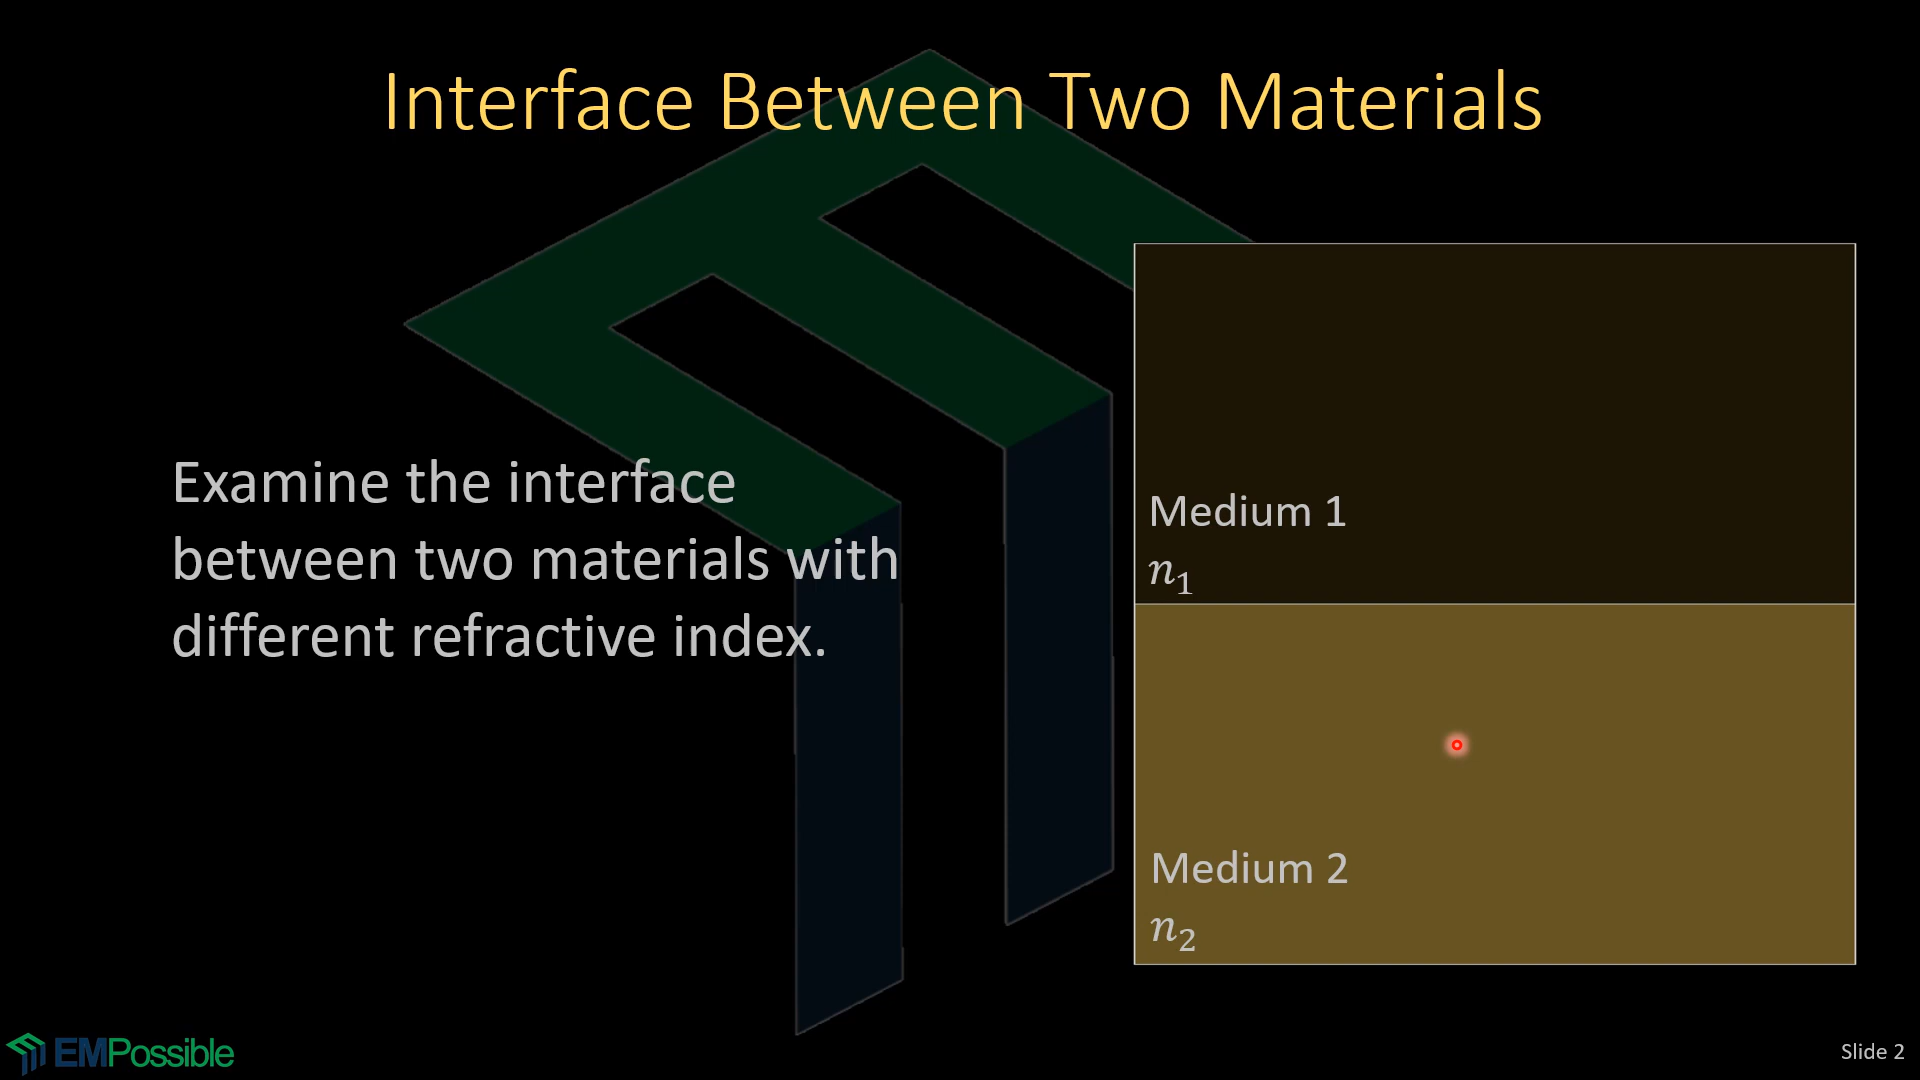 Interface Between Two Materials
Examine the interface
between two materials with
different refractive index.
Medium 1
n₁
Medium 2
n₂
EMPossible
Slide 2